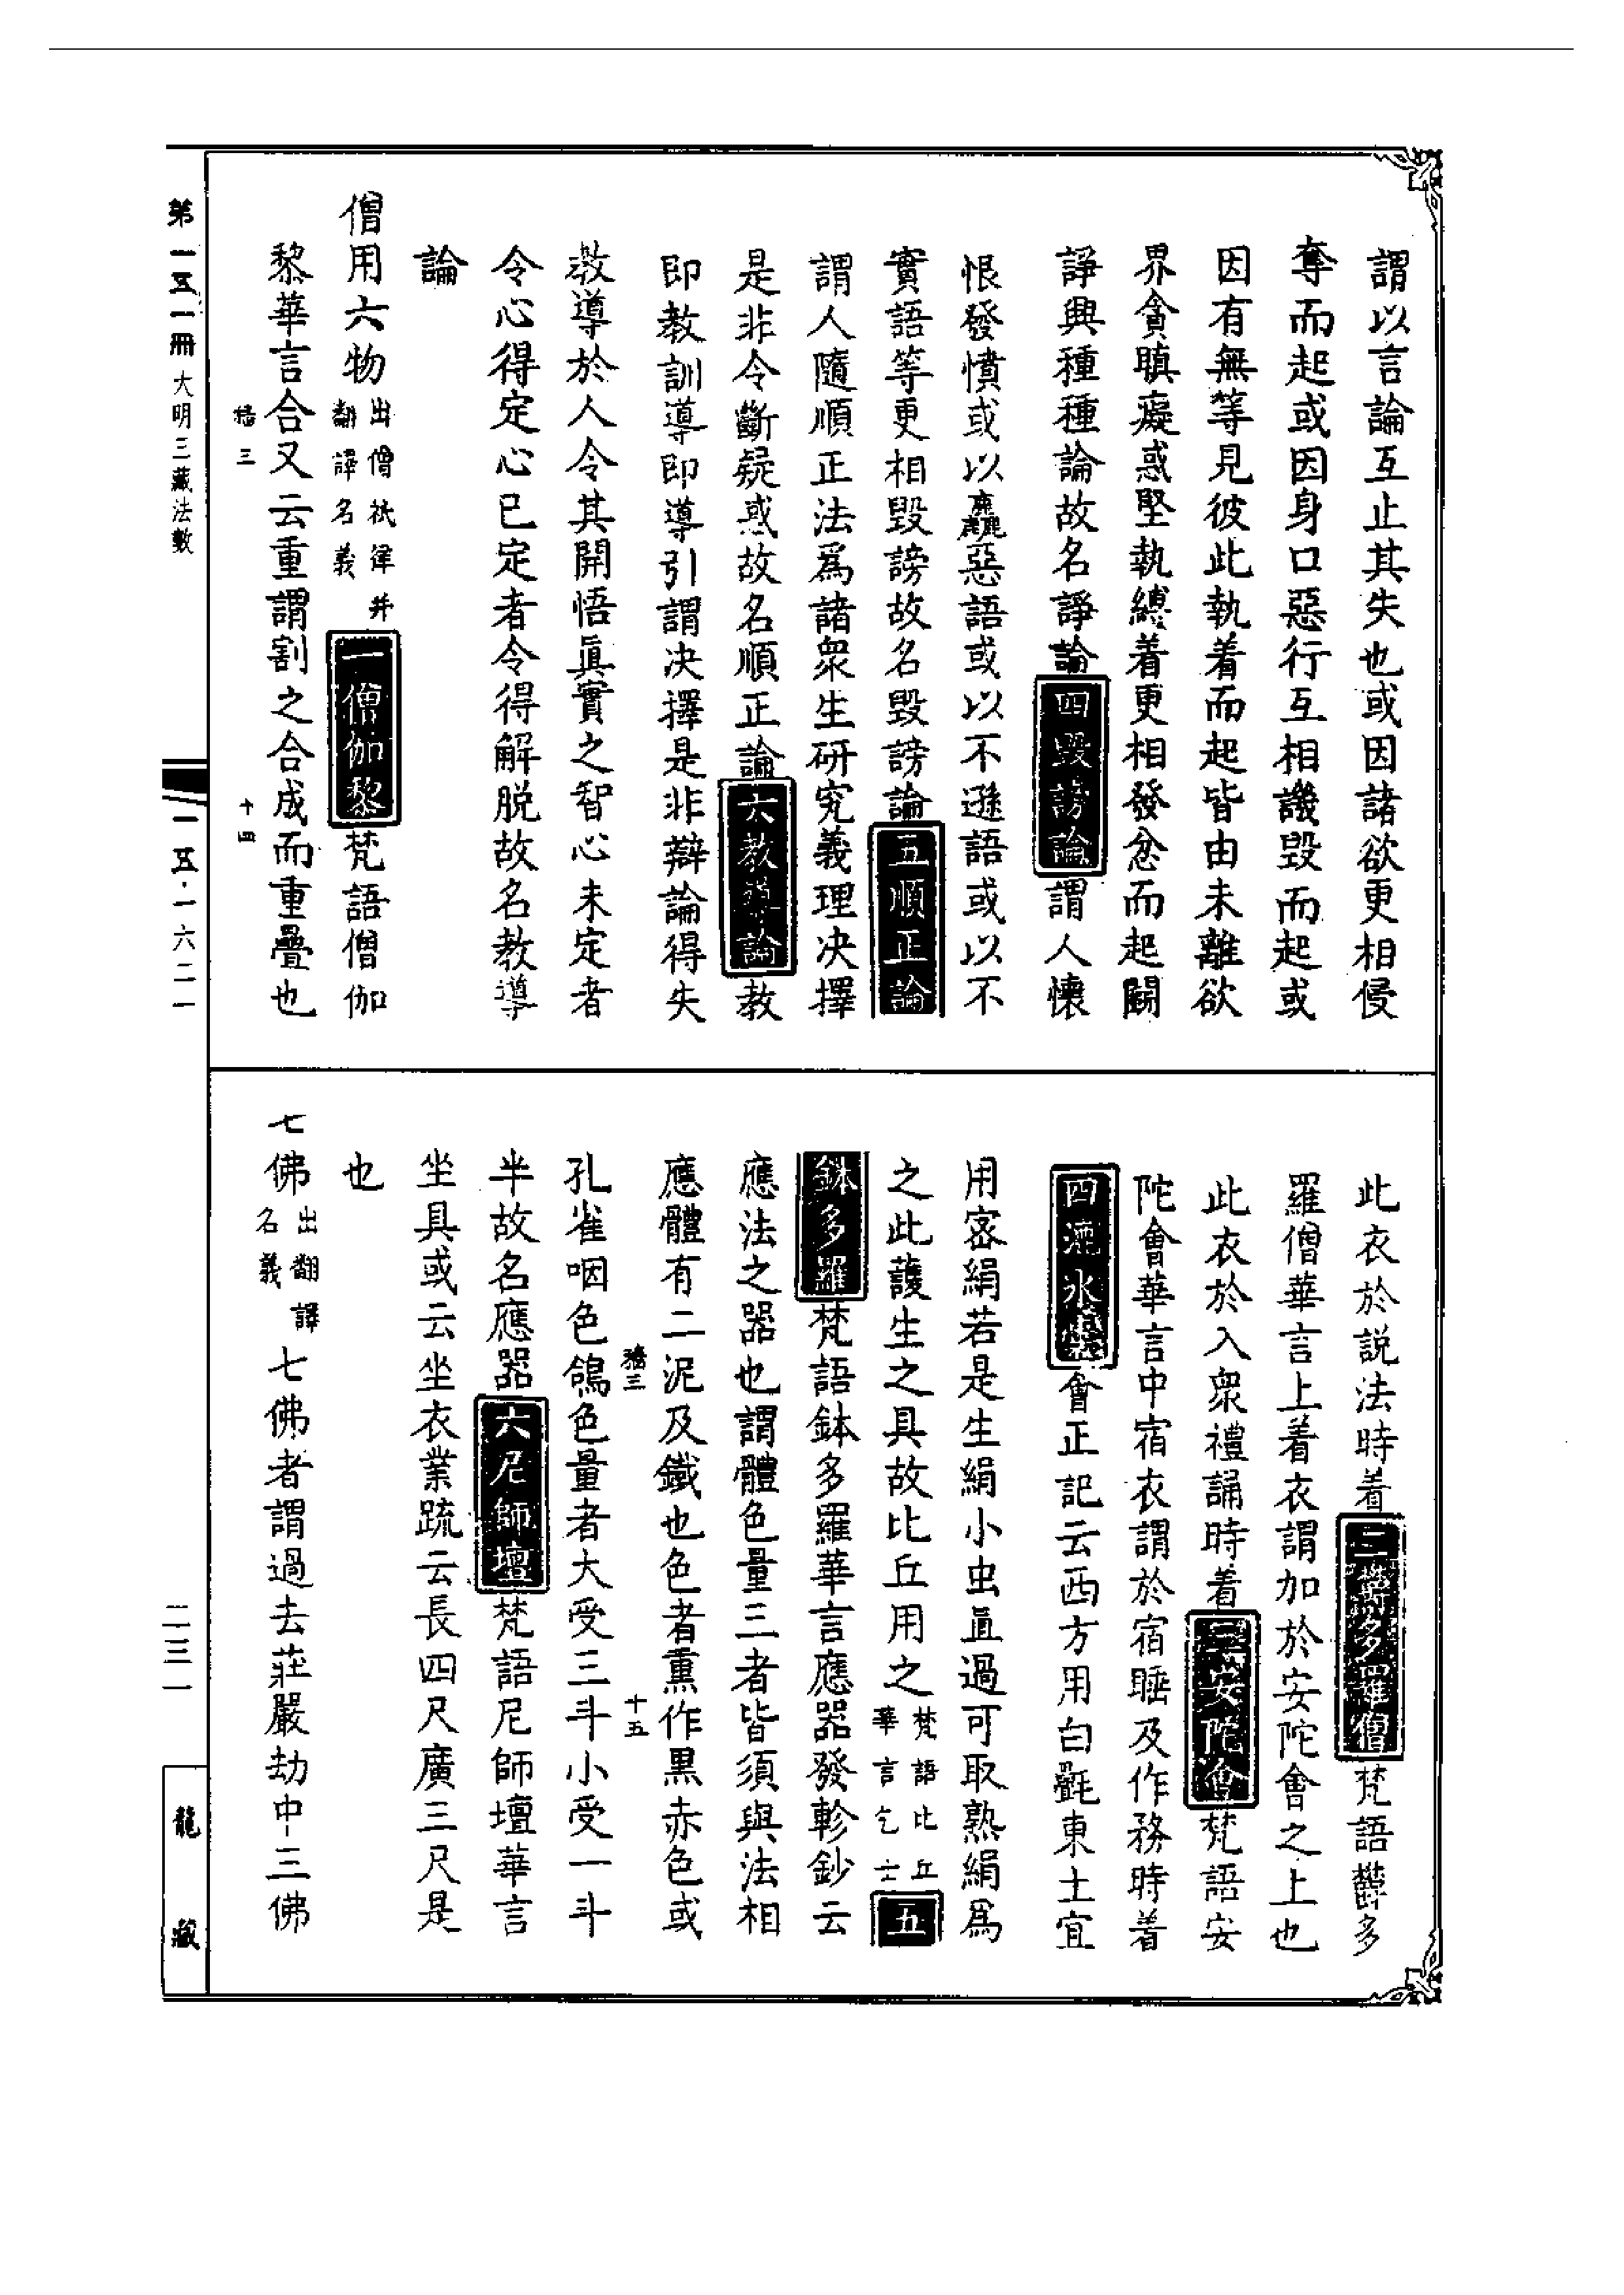 謂以言論互止其失也或因諸欲更相侵
奪而起或因身口惡行互相譏毀而起或
因有無等見彼此執着而起皆由未離欲
界貪瞋癡惑堅執纏着更相發忿而起鬭
諍興種種論故名諍論四毀謗論謂人懷
恨發憤或以麤惡語或以不遜語或以不
實語等更相毀謗故名毀謗論五順正論
謂人隨順正法爲諸衆生研究義理决擇
是非令斷疑惑故名順正論六教導論教
即教訓導即導引謂决擇是非辯論得失
教導於人令其開悟眞實之智心未定者
令心得定心已定者令得解脱故名教導
論
僧用六物出僧祇律并翻譯名義一僧伽黎梵語僧伽
黎華言合又云重謂割之合成而重疊也
三
十四
此衣於説法時着二鬱多羅僧梵語鬱多
羅僧華言上着衣謂加於安陀會之上也
此衣於入衆禮誦時着三安陀會梵語安
陀會華言中宿衣謂於宿睡及作務時着
四漉水囊會正記云西方用白氎東土宜
用密絹若是生絹小虫直過可取熟絹爲
之此護生之具故比丘用之梵語比丘華言乞士五
鉢多羅梵語鉢多羅華言應器發軫鈔云
應法之器也謂體色量三者皆須與法相
應體有二泥及鐵也色者熏作黑赤色或
三
十五
孔雀咽色鴿色量者大受三斗小受一斗
半故名應器六尼師壇梵語尼師壇華言
坐具或云坐衣業疏云長四尺廣三尺是
也
七佛出翻譯名義七佛者謂過去莊嚴劫中三佛
第一五一冊 大明三藏法數
一五·一六二一
二三一
龍藏